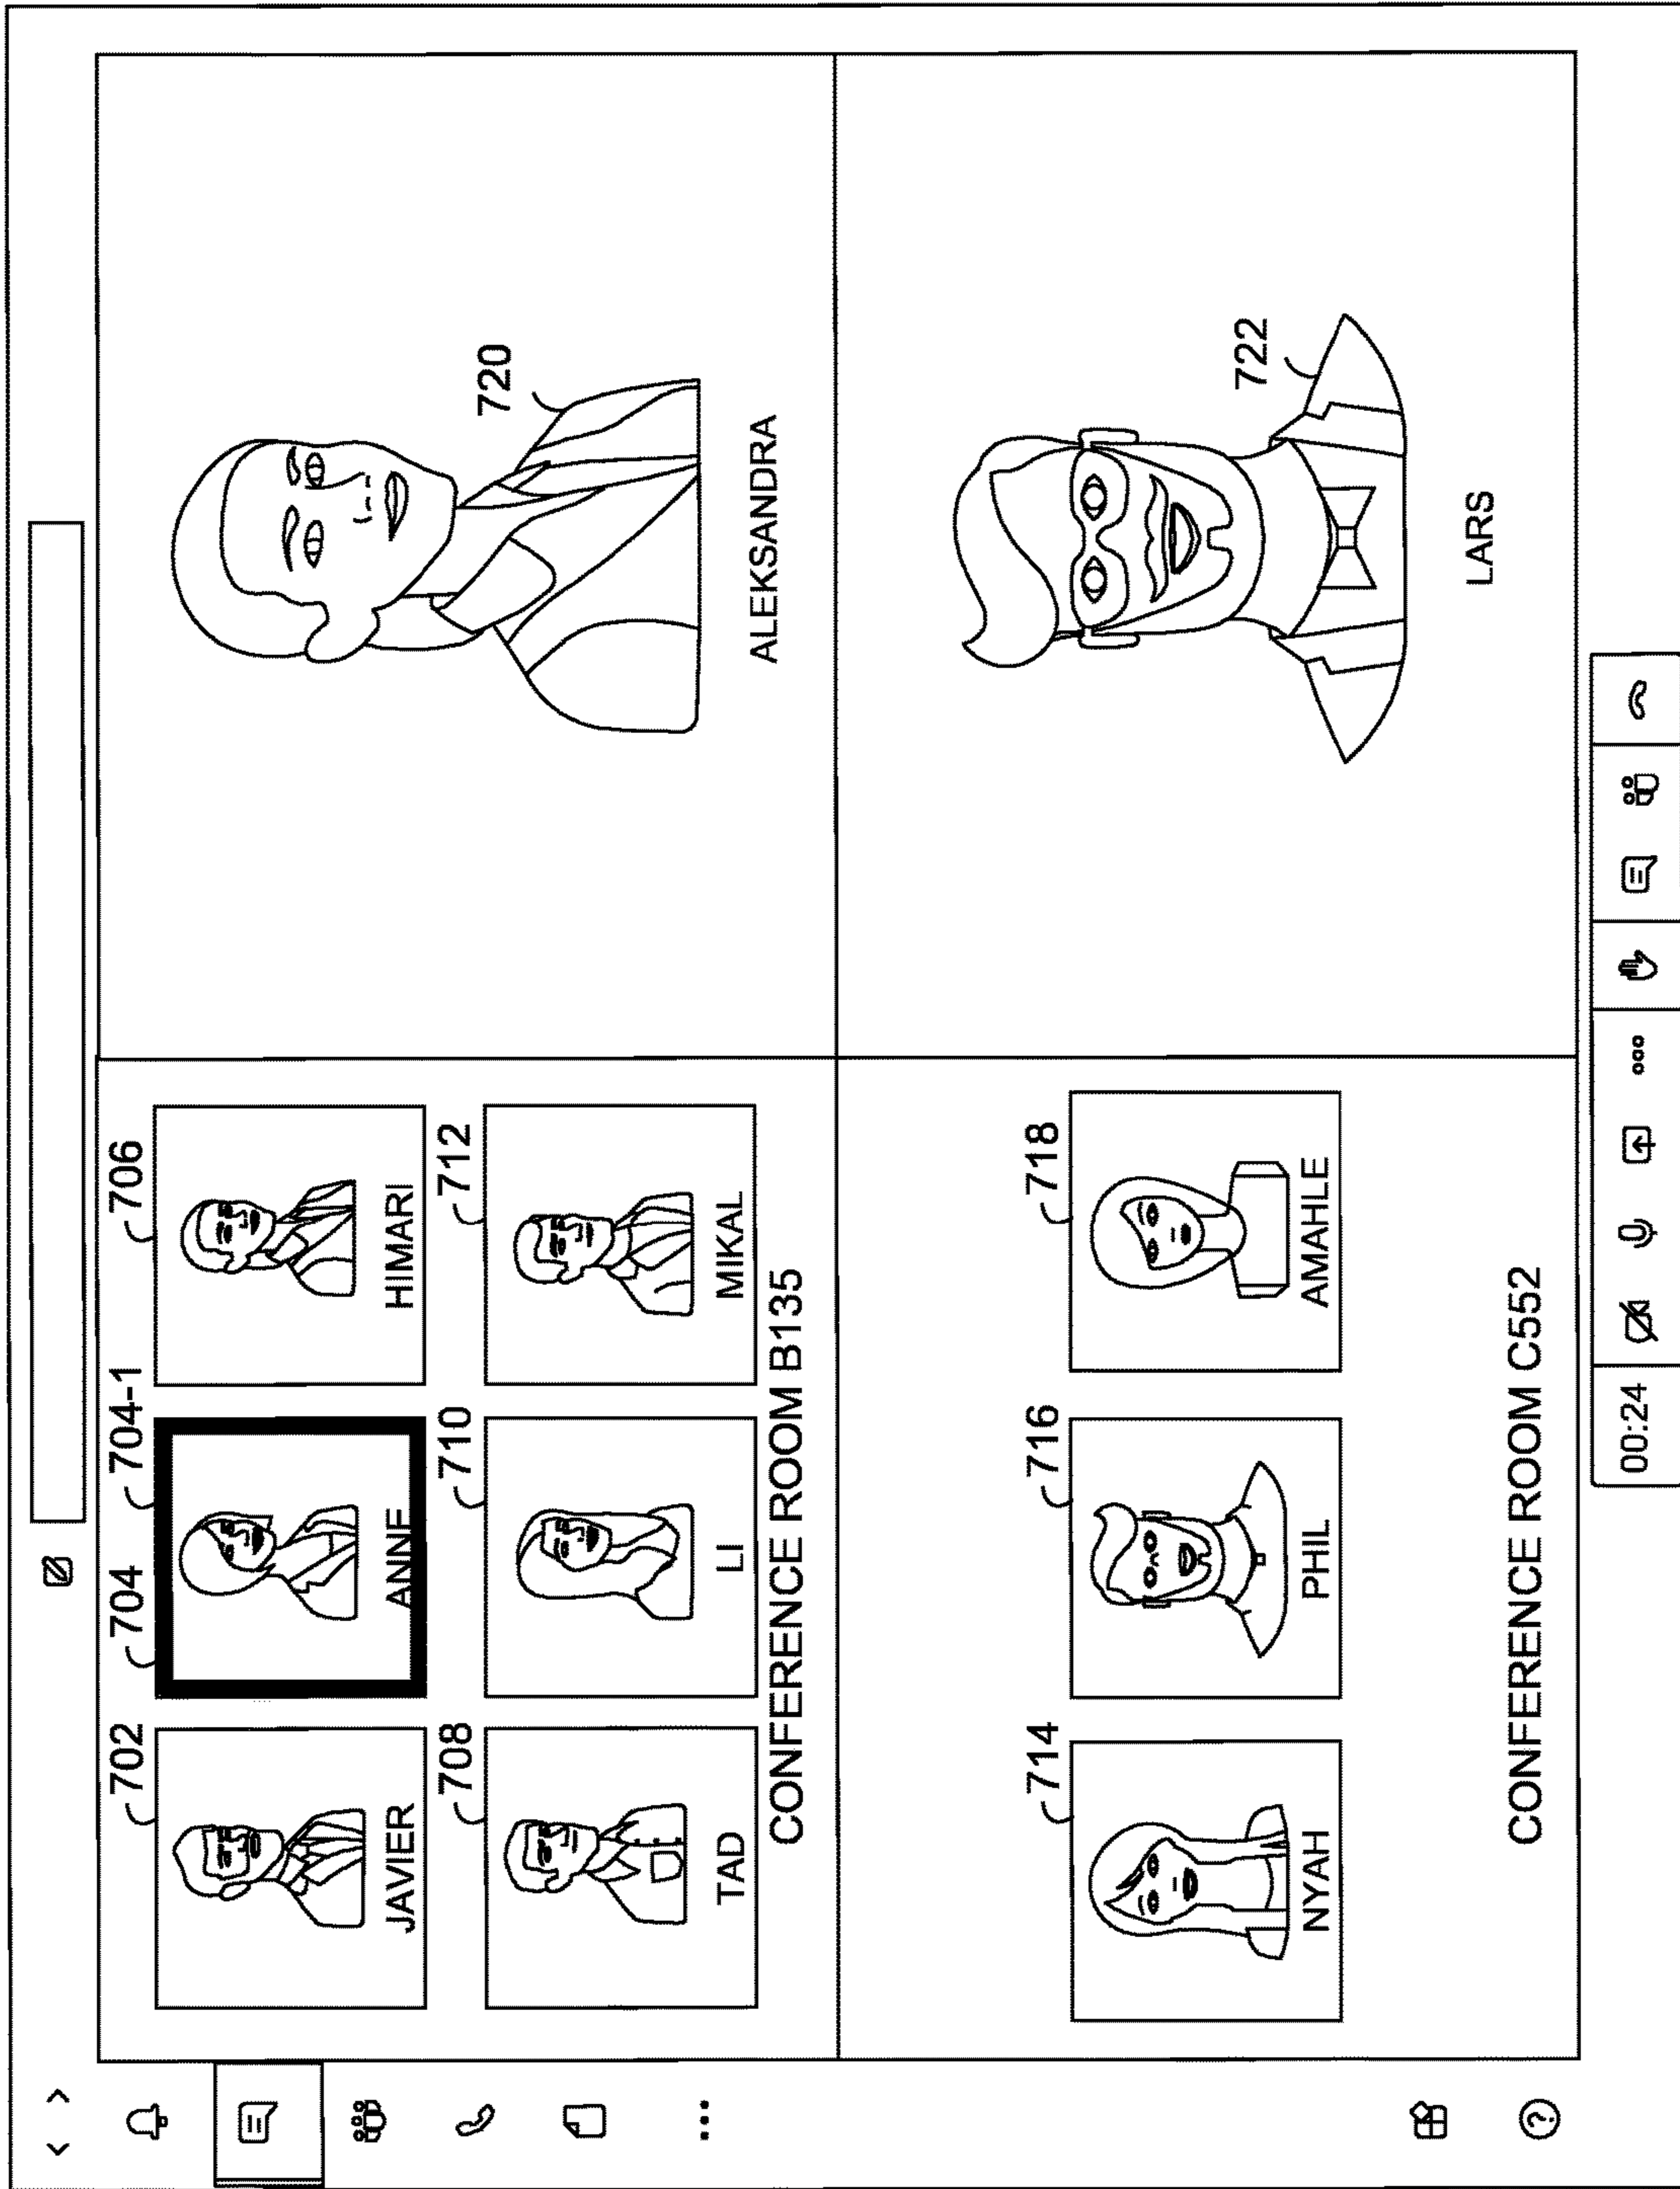 702
704
704-1
706
JAVIER
ANNE
HIMARI
708
710
712
TAD
LI
MIKAL
CONFERENCE ROOM B135
720
ALEKSANDRA
714
716
718
NYAH
PHIL
AMAHLE
CONFERENCE ROOM C552
722
LARS
00:24